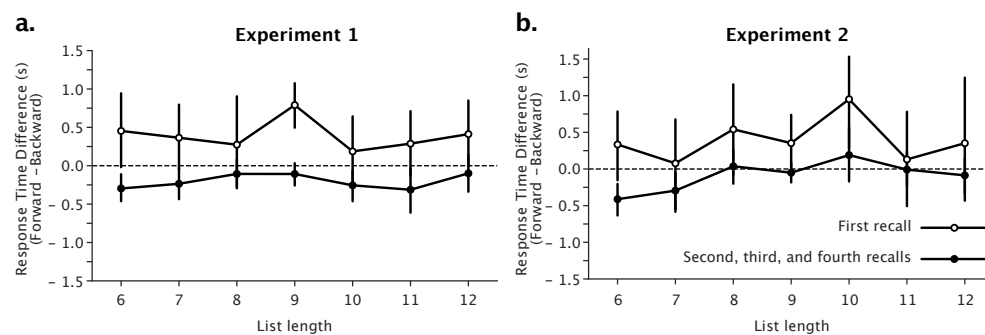 a.
Experiment 1
Response Time Difference (s)
(Forward – Backward)
1.5
1.0
0.5
0.0
– 0.5
– 1.0
– 1.5
6 7 8 9 10 11 12
List length
b.
Experiment 2
Response Time Difference (s)
(Forward – Backward)
1.5
1.0
0.5
0.0
– 0.5
– 1.0
– 1.5
First recall
Second, third, and fourth recalls
6 7 8 9 10 11 12
List length